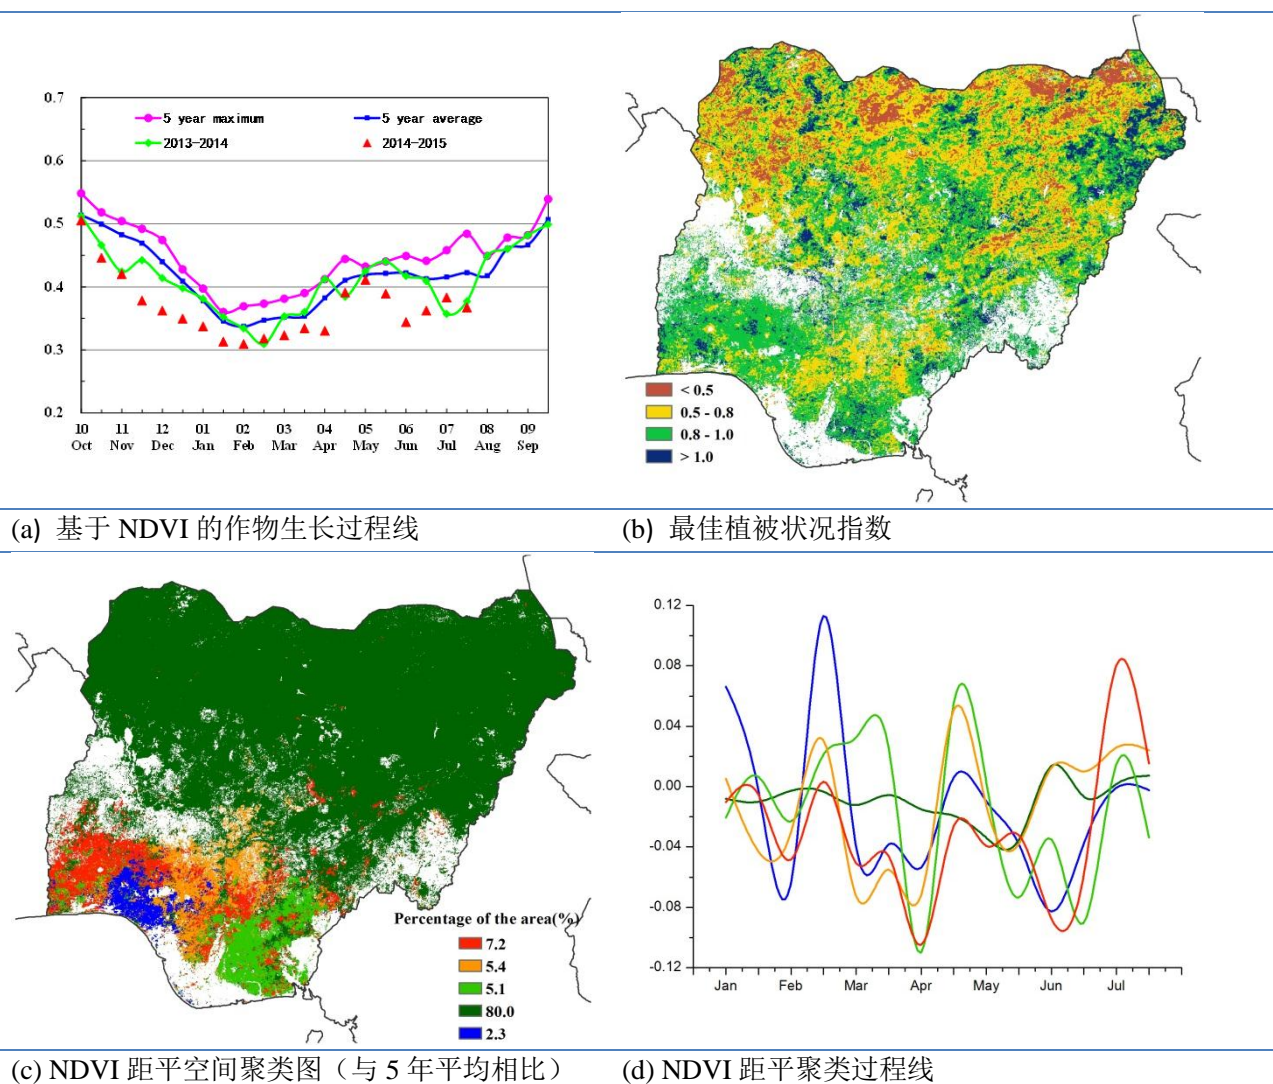 0.7
0.6
0.5
0.4
0.3
0.2
5 year maximum
5 year average
2013-2014
2014-2015
10 11 12 01 02 03 04 05 06 07 08 09
Oct Nov Dec Jan Feb Mar Apr May Jun Jul Aug Sep
< 0.5
0.5 - 0.8
0.8 - 1.0
> 1.0
(a) 基于 NDVI 的作物生长过程线
(b) 最佳植被状况指数
Percentage of the area(%)
7.2
5.4
5.1
80.0
2.3
0.12
0.08
0.04
0.00
-0.04
-0.08
-0.12
Jan Feb Mar Apr May Jun Jul
(c) NDVI 距平空间聚类图（与 5 年平均相比）
(d) NDVI 距平聚类过程线